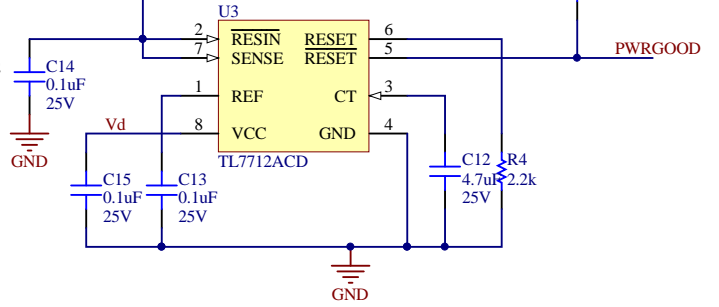 U3
2 RESIN RESET 6
7 SENSE RESET 5
PWRGOOD
C14
0.1uF
25V
GND
1 REF CT 3
Vd
8 VCC GND 4
TL7712ACD
C15
0.1uF
25V
C13
0.1uF
25V
C12
4.7uF
25V
R4
2.2k
GND